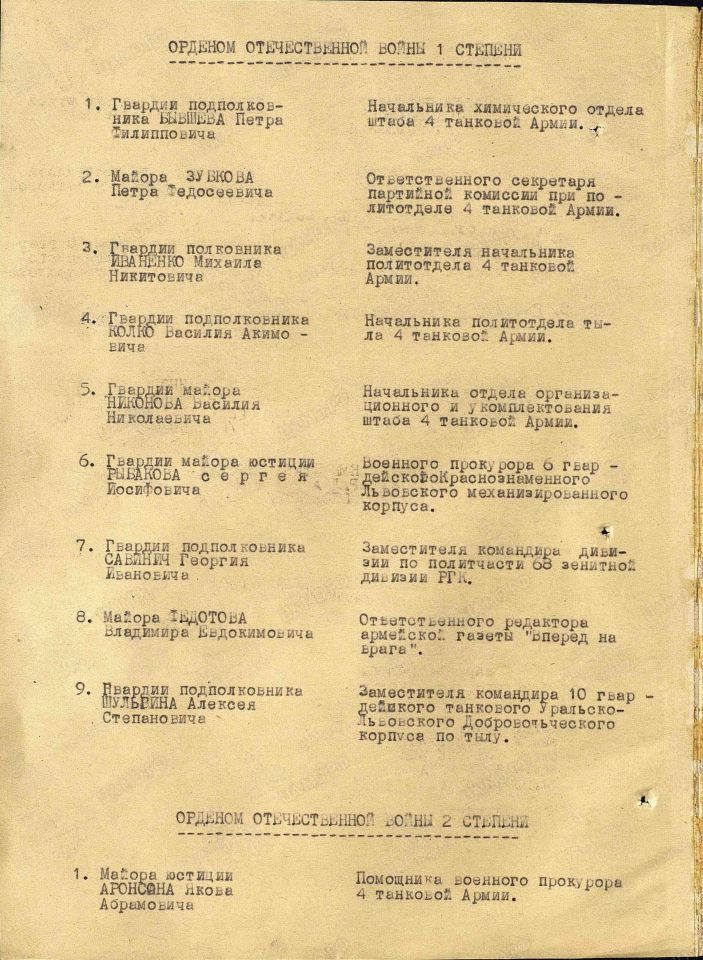 ОРДЕНОМ ОТЕЧЕСТВЕННОЙ ВОЙНЫ 1 СТЕПЕНИ
1. Гвардии подполков-
ника БЫВШЕВА Петра
Филипповича
Начальника химического отдела
штаба 4 танковой Армии.
2. Майора ЗУБКОВА
Петра Федосеевича
Ответственного секретаря
партийной комиссии при по -
литотделе 4 танковой Армии.
3. Гвардии полковника
ИВАНЕНКО Михаила
Никитовича
Заместителя начальника
политотдела 4 танковой
Армии.
4. Гвардии подполковника
КОЛКО Василия Акимо -
вича
Начальника политотдела ты-
ла 4 танковой Армии.
5. Гвардии майора
НИКОНОВА Василия
Николаевича
Начальника отдела организа-
ционного и укомплектования
штаба 4 танковой Армии.
6. Гвардии майора юстиции
РЫБАКОВА с е р г е я
Иосифовича
Военного прокурора 6 гвар -
дейскогоКраснознаменного
Львовского механизированного
корпуса.
7. Гвардии подполковника
САВИНИЧ Георгия
Ивановича
Заместителя командира дивизи-
зии по политчасти 68 зенитной
дивизии РГК.
8. Майора ФЕДОТОВА
Владимира Евдокимовича
Ответственного редактора
армейской газеты "Вперед на
врага".
9. Гвардии подполковника
Алексея
Степановича
Заместителя командира 10 гвар -
дейского танкового Уральско-
Львовского Добровольческого
корпуса по тылу.
ОРДЕНОМ ОТЕЧЕСТВЕННОЙ ВОЙНЫ 2 СТЕПЕНИ
1. Майора юстиции
АРОНСОНА Якова
Абрамовича
Помощника военного прокурора
4 танковой Армии.